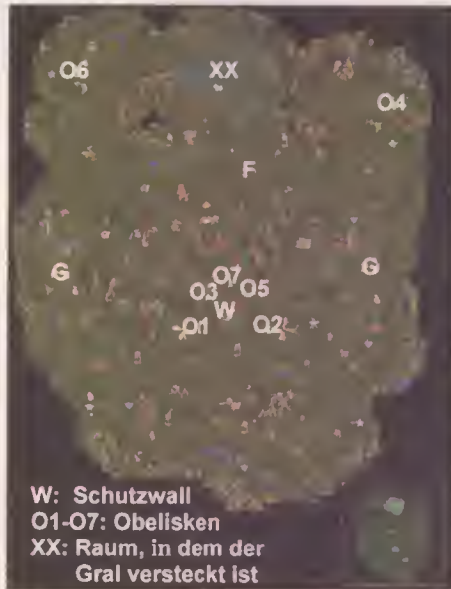 O6 XX
O4
F
G G
O7
O3 O5
W
O1 O2
W: Schutzwall
O1-O7: Obelisken
XX: Raum, in dem der
Gral versteckt ist